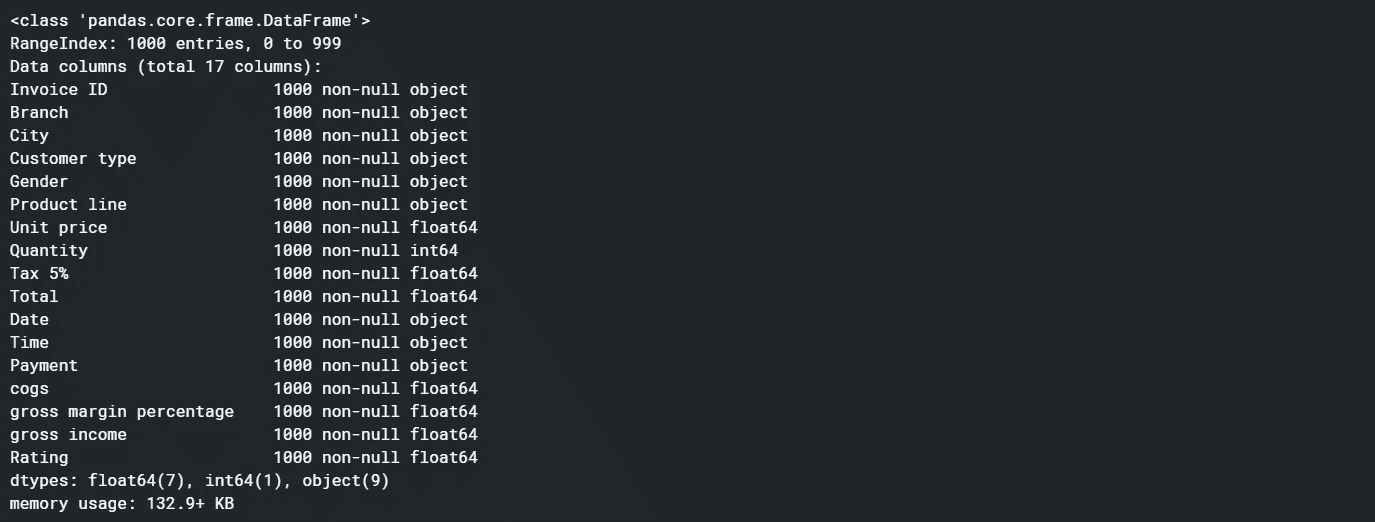 <class 'pandas.core.frame.DataFrame'>
RangeIndex: 1000 entries, 0 to 999
Data columns (total 17 columns):
Invoice ID                 1000 non-null object
Branch                     1000 non-null object
City                       1000 non-null object
Customer type              1000 non-null object
Gender                     1000 non-null object
Product line               1000 non-null object
Unit price                 1000 non-null float64
Quantity                   1000 non-null int64
Tax 5%                     1000 non-null float64
Total                      1000 non-null float64
Date                       1000 non-null object
Time                       1000 non-null object
Payment                    1000 non-null object
cogs                       1000 non-null float64
gross margin percentage    1000 non-null float64
gross income               1000 non-null float64
Rating                     1000 non-null float64
dtypes: float64(7), int64(1), object(9)
memory usage: 132.9+ KB